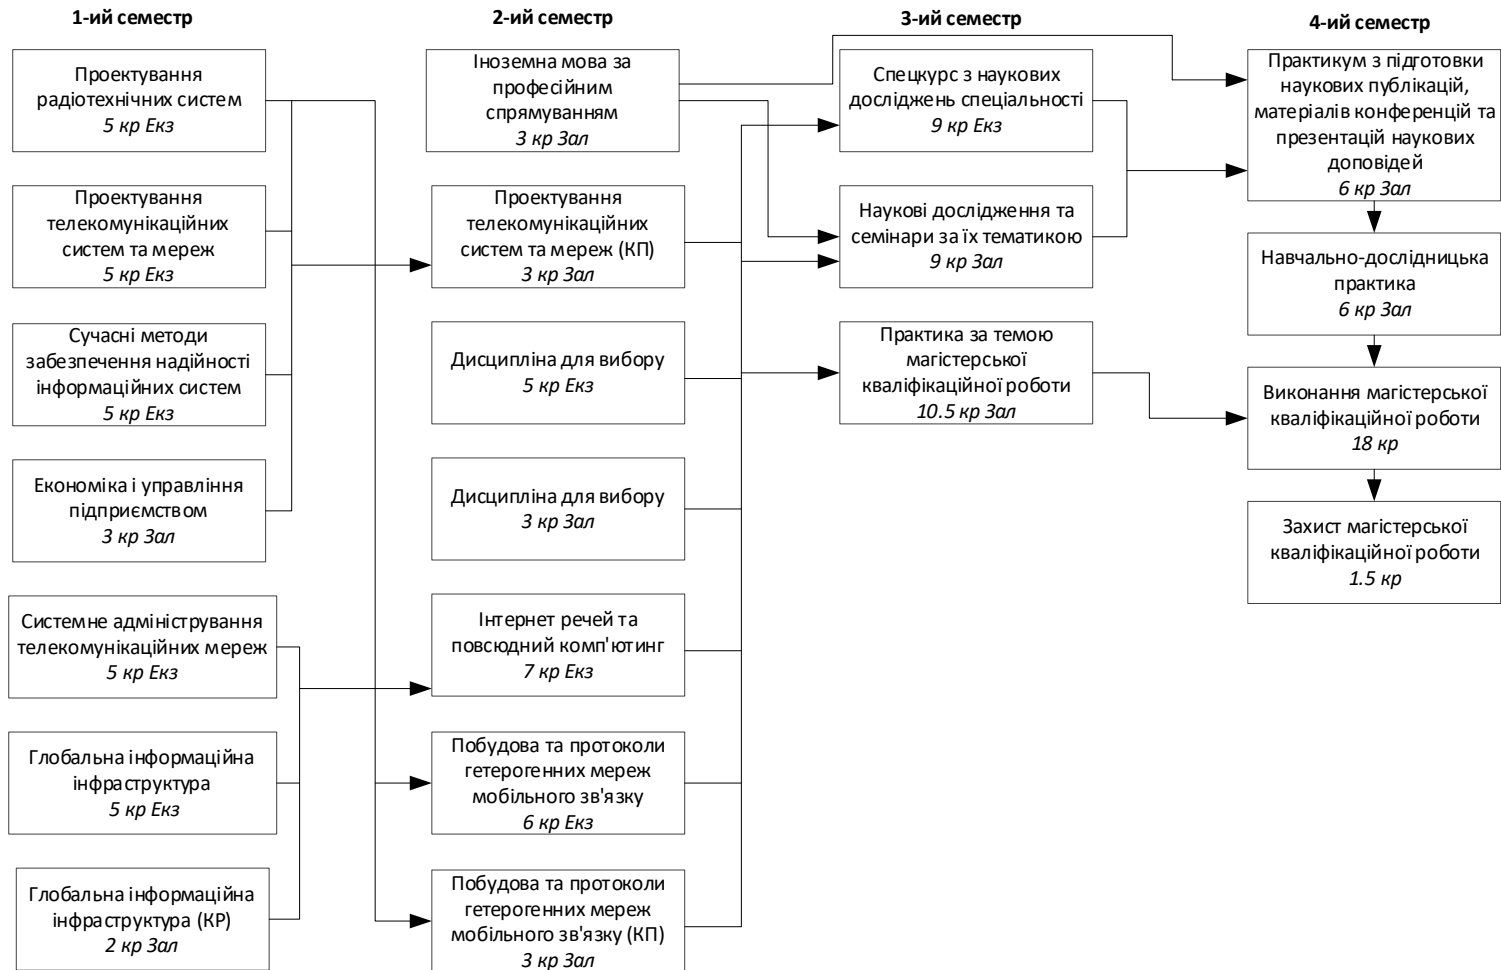 1-ий семестр
Проектування
радіотехнічних систем
5 кр Екз
Проектування
телекомунікаційних
систем та мереж
5 кр Екз
Сучасні методи
забезпечення надійності
інформаційних систем
5 кр Екз
Економіка і управління
підприємством
3 кр Зал
Системне адміністрування
телекомунікаційних мереж
5 кр Екз
Глобальна інформаційна
інфраструктура
5 кр Екз
Глобальна інформаційна
інфраструктура (КР)
2 кр Зал
2-ий семестр
Іноземна мова за
професійним
спрямуванням
3 кр Зал
Проектування
телекомунікаційних
систем та мереж (КП)
3 кр Зал
Дисципліна для вибору
5 кр Екз
Дисципліна для вибору
3 кр Зал
Інтернет речей та
повсюдний комп'ютинг
7 кр Екз
Побудова та протоколи
гетерогенних мереж
мобільного зв'язку
6 кр Екз
Побудова та протоколи
гетерогенних мереж
мобільного зв'язку (КП)
3 кр Зал
3-ий семестр
Спецкурс з наукових
досліджень спеціальності
9 кр Екз
Наукові дослідження та
семінари за їх тематикою
9 кр Зал
Практика за темою
магістерської
кваліфікаційної роботи
10.5 кр Зал
4-ий семестр
Практикум з підготовки
наукових публікацій,
матеріалів конференцій та
презентацій наукових
доповідей
6 кр Зал
Навчально-дослідницька
практика
6 кр Зал
Виконання магістерської
кваліфікаційної роботи
18 кр
Захист магістерської
кваліфікаційної роботи
1.5 кр